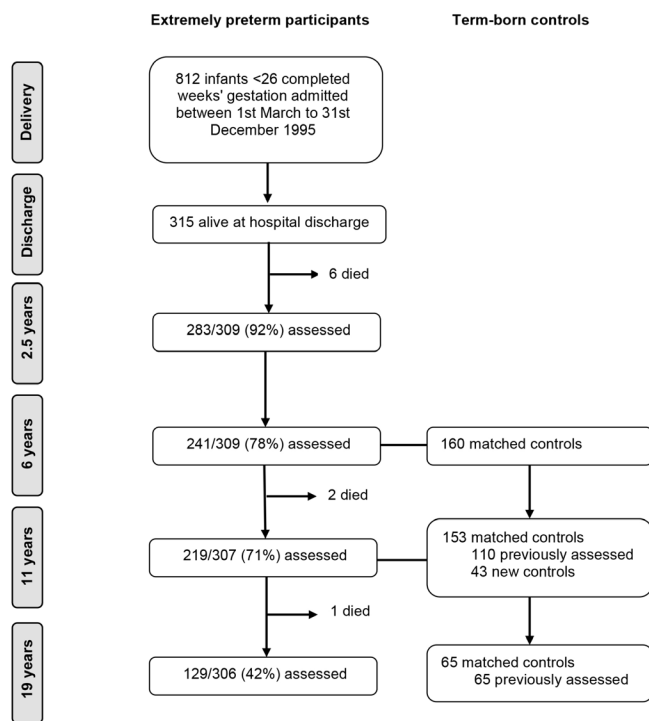 Extremely preterm participants
Term-born controls
Delivery
812 infants <26 completed
weeks' gestation admitted
between 1st March to 31st
December 1995
Discharge
315 alive at hospital discharge
6 died
2.5 years
283/309 (92%) assessed
6 years
241/309 (78%) assessed
160 matched controls
2 died
11 years
219/307 (71%) assessed
153 matched controls
110 previously assessed
43 new controls
1 died
19 years
129/306 (42%) assessed
65 matched controls
65 previously assessed